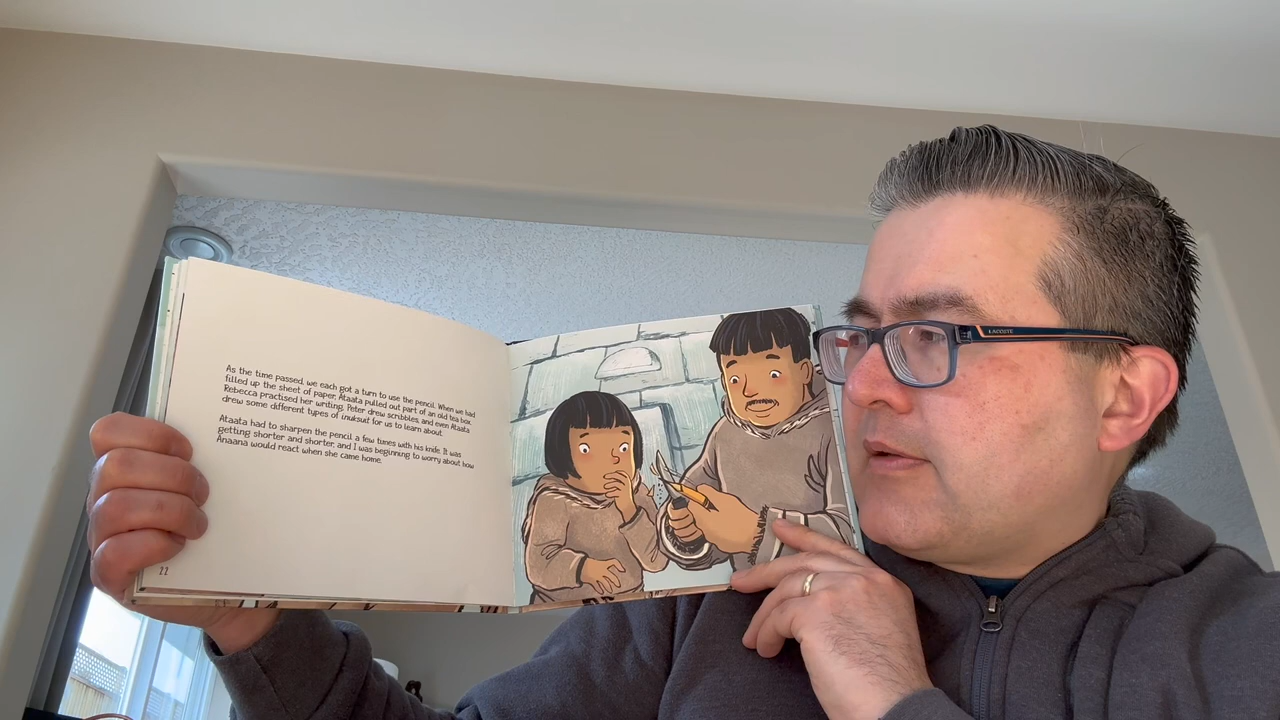 As the time passed, we each got a turn to use the pencil. When we had
filled up the sheet of paper, Ataata pulled out part of an old tea box.
Rebecca practised her writing, Peter drew scribbles, and even Ataata
drew some different types of inuksuit for us to learn about.
Ataata had to sharpen the pencil a few times with his knife. It was
getting shorter and shorter, and I was beginning to worry about how
Anaana would react when she came home.
22
LACOSTE